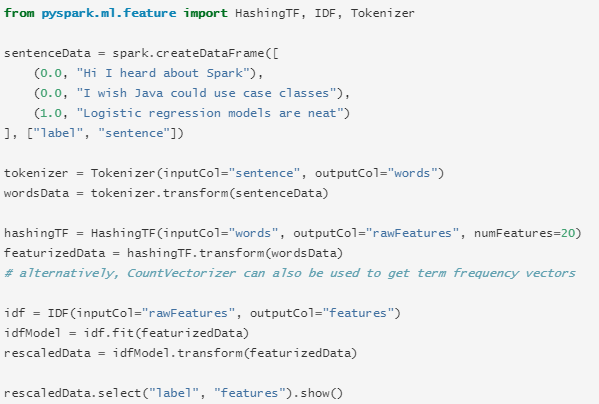 from pyspark.ml.feature import HashingTF, IDF, Tokenizer
sentenceData = spark.createDataFrame([
    (0.0, "Hi I heard about Spark"),
    (0.0, "I wish Java could use case classes"),
    (1.0, "Logistic regression models are neat")
], ["label", "sentence"])
tokenizer = Tokenizer(inputCol="sentence", outputCol="words")
wordsData = tokenizer.transform(sentenceData)
hashingTF = HashingTF(inputCol="words", outputCol="rawFeatures", numFeatures=20)
featurizedData = hashingTF.transform(wordsData)
# alternatively, CountVectorizer can also be used to get term frequency vectors
idf = IDF(inputCol="rawFeatures", outputCol="features")
idfModel = idf.fit(featurizedData)
rescaledData = idfModel.transform(featurizedData)
rescaledData.select("label", "features").show()